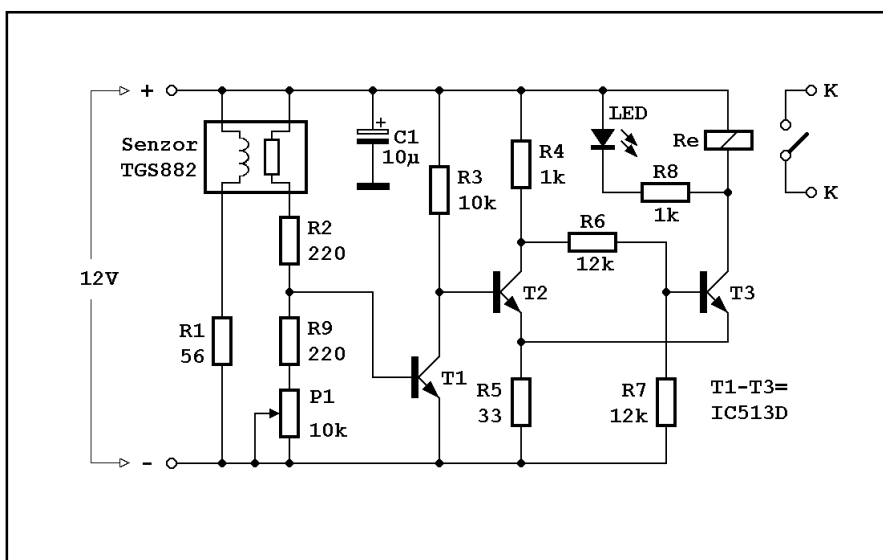 +
Senzor
TGS882
12V
-
R1
56
R2
220
R9
220
P1
10k
+
C1
10µ
R3
10k
T1
R4
1k
T2
R5
33
R6
12k
LED
R8
1k
Re
T3
R7
12k
K
K
T1-T3=
IC513D